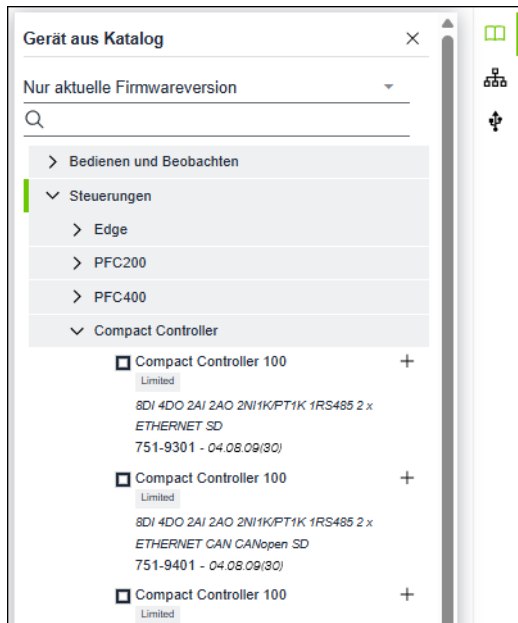 Gerät aus Katalog
Nur aktuelle Firmwareversion
Bedienen und Beobachten
Steuerungen
Edge
PFC200
PFC400
Compact Controller
Compact Controller 100
Limited
8DI 4DO 2AI 2AO 2NI1K/PT1K 1RS485 2 x
ETHERNET SD
751-9301 - 04.08.09(30)
Compact Controller 100
Limited
8DI 4DO 2AI 2AO 2NI1K/PT1K 1RS485 2 x
ETHERNET CAN CANopen SD
751-9401 - 04.08.09(30)
Compact Controller 100
Limited